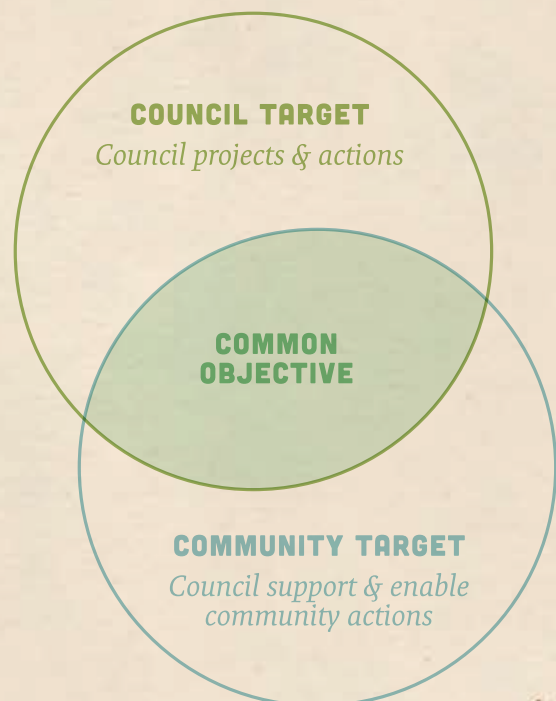 COUNCIL TARGET
Council projects & actions
COMMON
OBJECTIVE
COMMUNITY TARGET
Council support & enable
community actions